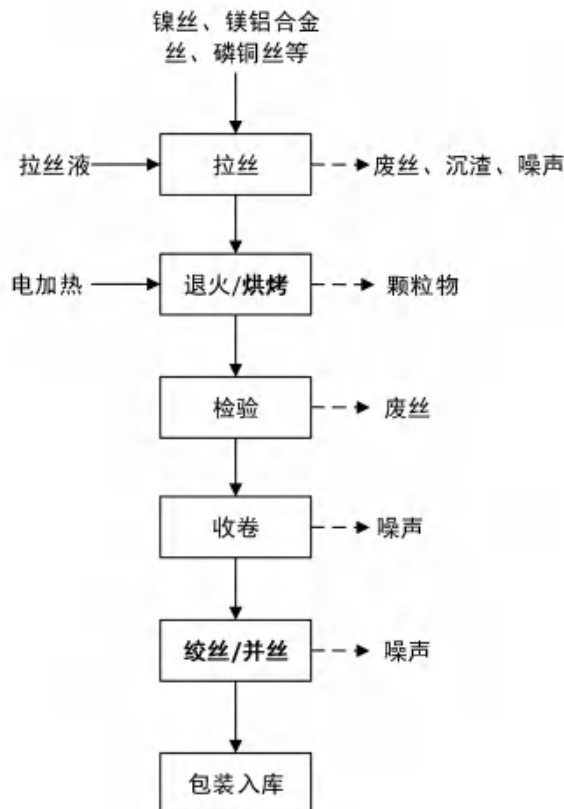 镍丝、镁铝合金
丝、磷铜丝等
拉丝液
拉丝
废丝、沉渣、噪声
电加热
退火/烘烤
颗粒物
检验
废丝
收卷
噪声
绞丝/并丝
噪声
包装入库